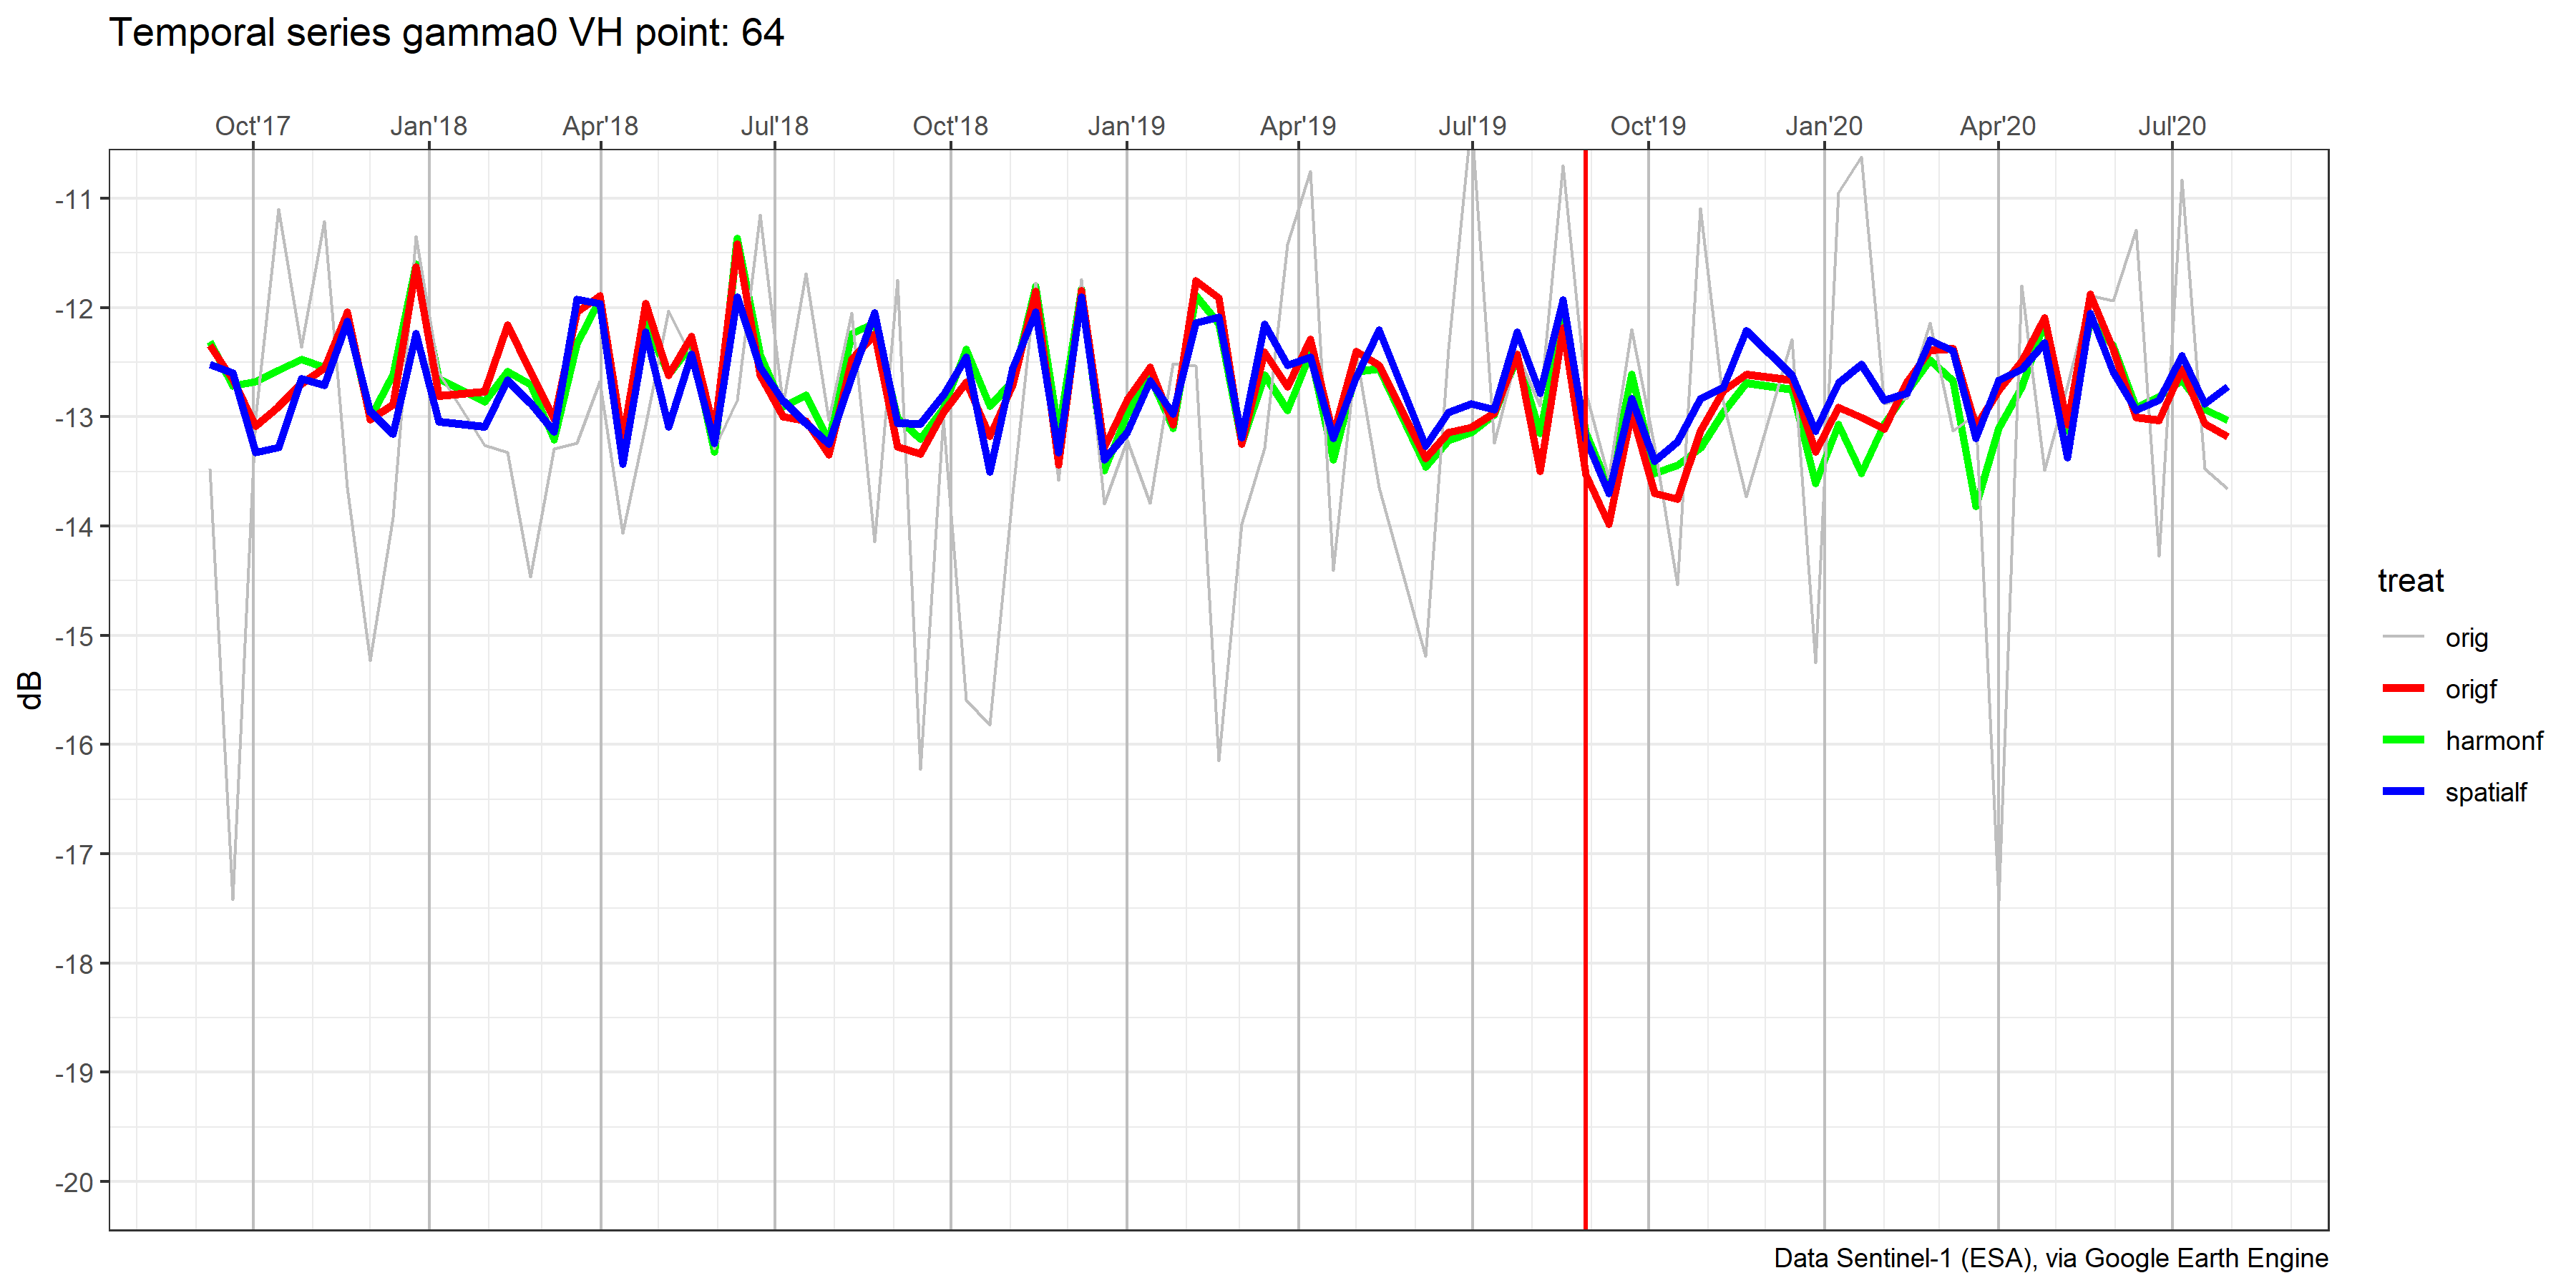 Temporal series gamma0 VH point: 64
Oct'17 Jan'18 Apr'18 Jul'18 Oct'18 Jan'19 Apr'19 Jul'19 Oct'19 Jan'20 Apr'20 Jul'20
-11
-12
-13
-14
-15
-16
-17
-18
-19
-20
dB
treat
orig
origf
harmonf
spatialf
Data Sentinel-1 (ESA), via Google Earth Engine